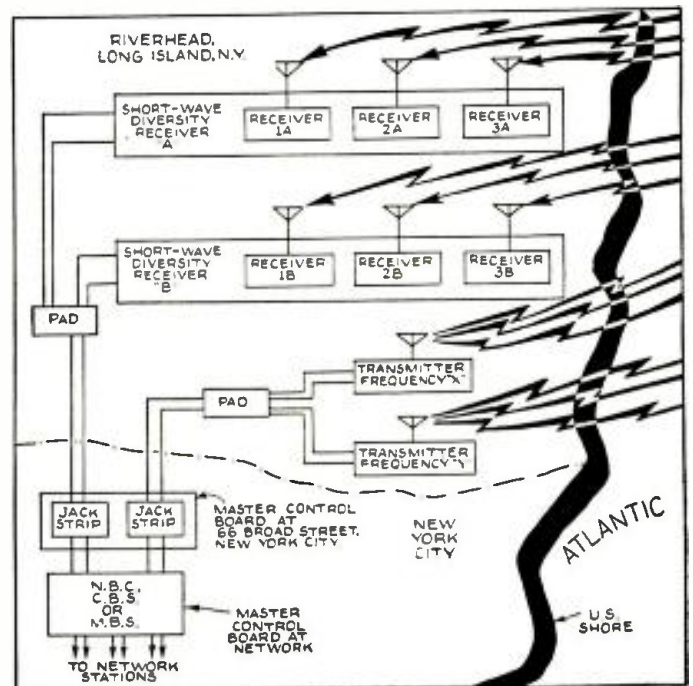 RIVERHEAD,
LONG ISLAND, N.Y.
SHORT-WAVE
DIVERSITY
RECEIVER
"A"
RECEIVER
1A
RECEIVER
2A
RECEIVER
3A
SHORT-WAVE
DIVERSITY
RECEIVER
"B"
RECEIVER
1B
RECEIVER
2B
RECEIVER
3B
PAD
TRANSMITTER
FREQUENCY "X"
PAD
TRANSMITTER
FREQUENCY "Y"
JACK
STRIP
JACK
STRIP
MASTER CONTROL
BOARD AT
66 BROAD STREET,
NEW YORK CITY
NEW
YORK
CITY
ATLANTIC
N.B.C.,
C.B.S.
OR
M.B.S.
MASTER
CONTROL
BOARD AT
NETWORK
U.S.
SHORE
TO NETWORK
STATIONS